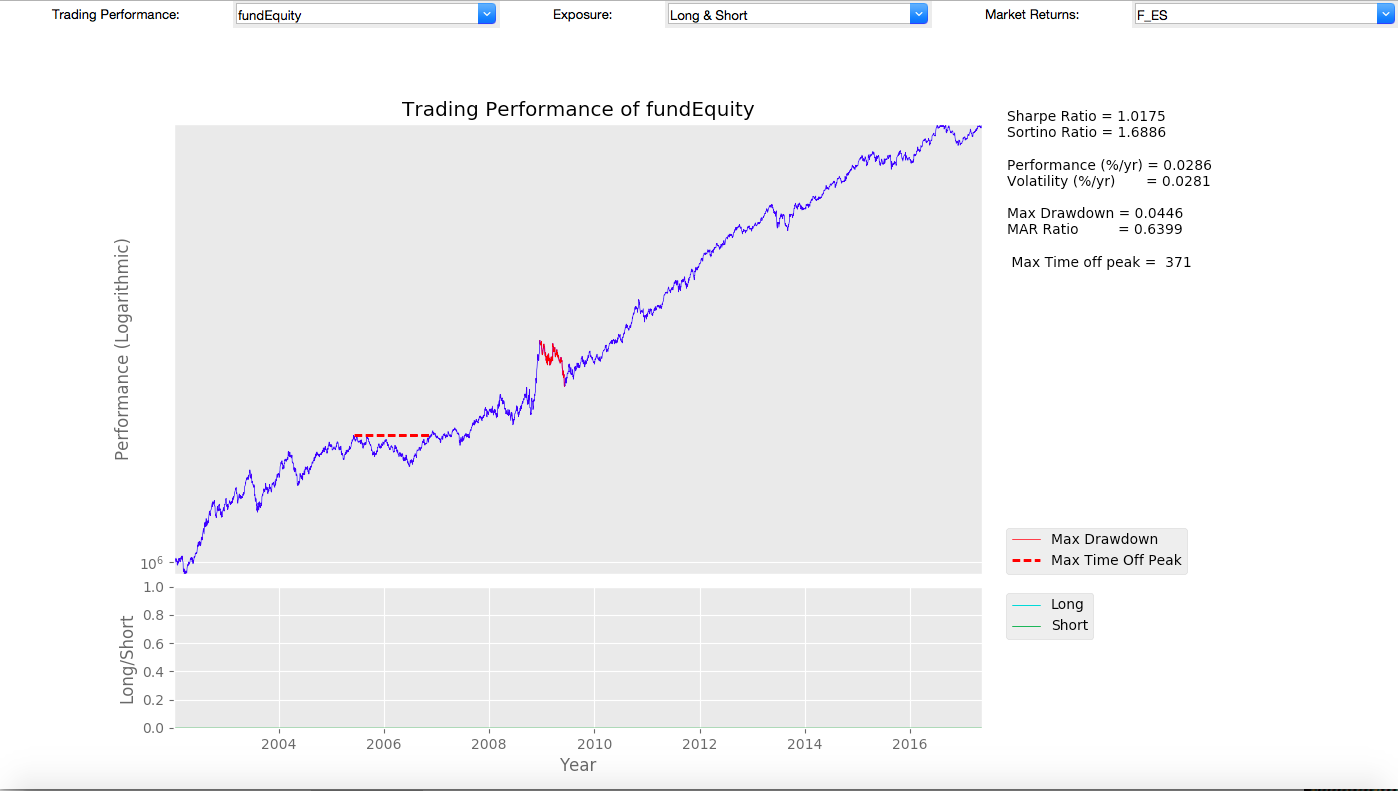 Trading Performance: fundEquity Exposure: Long & Short Market Returns: F_ES
Trading Performance of fundEquity
Sharpe Ratio = 1.0175
Sortino Ratio = 1.6886
Performance (%/yr) = 0.0286
Volatility (%/yr) = 0.0281
Max Drawdown = 0.0446
MAR Ratio = 0.6399
Max Time off peak = 371
Performance (Logarithmic)
10⁶
Max Drawdown
Max Time Off Peak
Long
Short
Long/Short
1.0
0.8
0.6
0.4
0.2
0.0
2004 2006 2008 2010 2012 2014 2016
Year